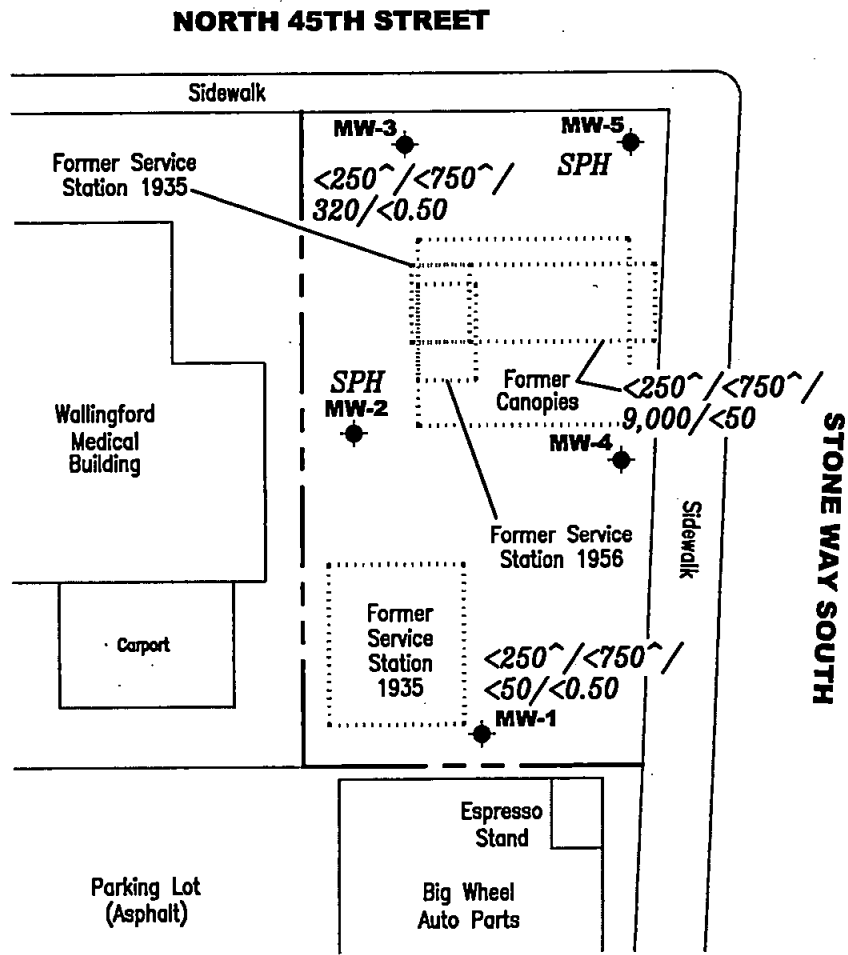 NORTH 45TH STREET
Sidewalk
MW-3
MW-5
SPH
Former Service
Station 1935
<250^/<750^/
320/<0.50
SPH
MW-2
Former
Canopies
<250^/<750^/
9,000/<50
MW-4
Wallingford
Medical
Building
STONE WAY SOUTH
Sidewalk
Former Service
Station 1956
Former
Service
Station
1935
<250^/<750^/
<50/<0.50
MW-1
Carport
Espresso
Stand
Parking Lot
(Asphalt)
Big Wheel
Auto Parts